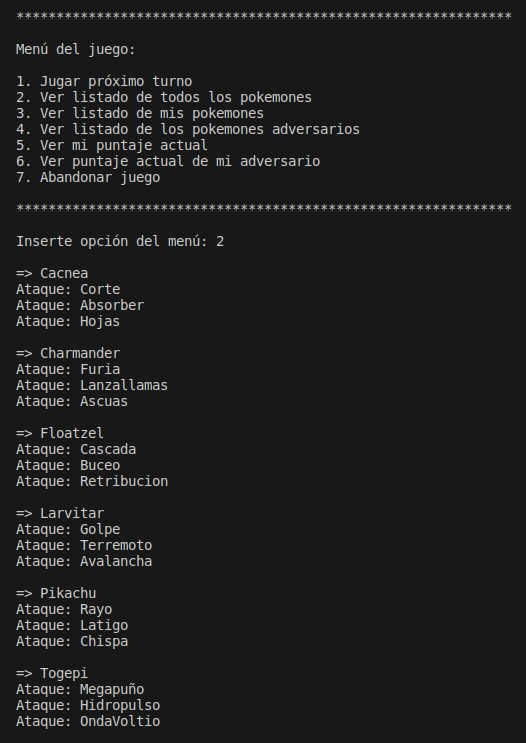 **************************************************************
Menú del juego:
1. Jugar próximo turno
2. Ver listado de todos los pokemones
3. Ver listado de mis pokemones
4. Ver listado de los pokemones adversarios
5. Ver mi puntaje actual
6. Ver puntaje actual de mi adversario
7. Abandonar juego
**************************************************************
Inserte opción del menú: 2
=> Cacnea
Ataque: Corte
Ataque: Absorber
Ataque: Hojas
=> Charmander
Ataque: Furia
Ataque: Lanzallamas
Ataque: Ascuas
=> Floatzel
Ataque: Cascada
Ataque: Buceo
Ataque: Retribucion
=> Larvitar
Ataque: Golpe
Ataque: Terremoto
Ataque: Avalancha
=> Pikachu
Ataque: Rayo
Ataque: Latigo
Ataque: Chispa
=> Togepi
Ataque: Megapuño
Ataque: Hidropulso
Ataque: OndaVoltio